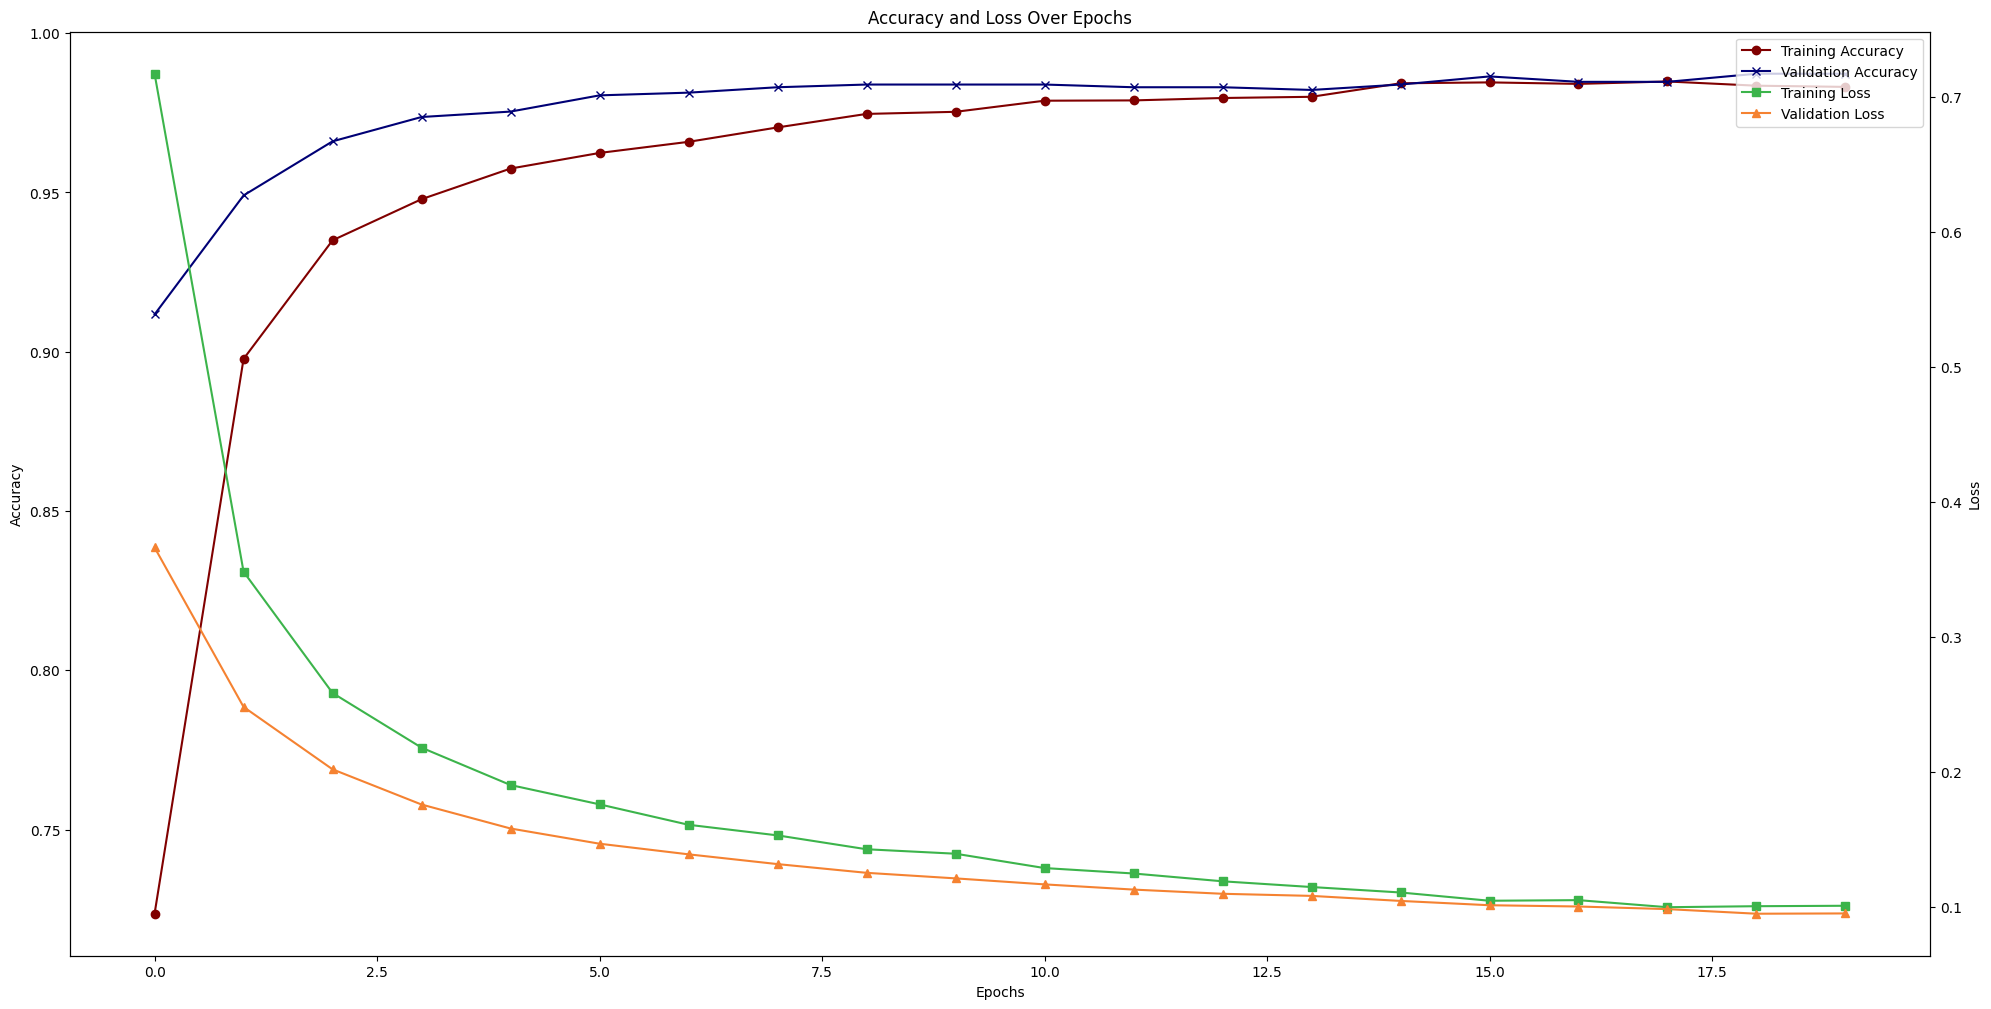 Accuracy and Loss Over Epochs
Training Accuracy
Validation Accuracy
Training Loss
Validation Loss
Accuracy
1.00
0.95
0.90
0.85
0.80
0.75
Loss
0.7
0.6
0.5
0.4
0.3
0.2
0.1
0.0
2.5
5.0
7.5
10.0
12.5
15.0
17.5
Epochs